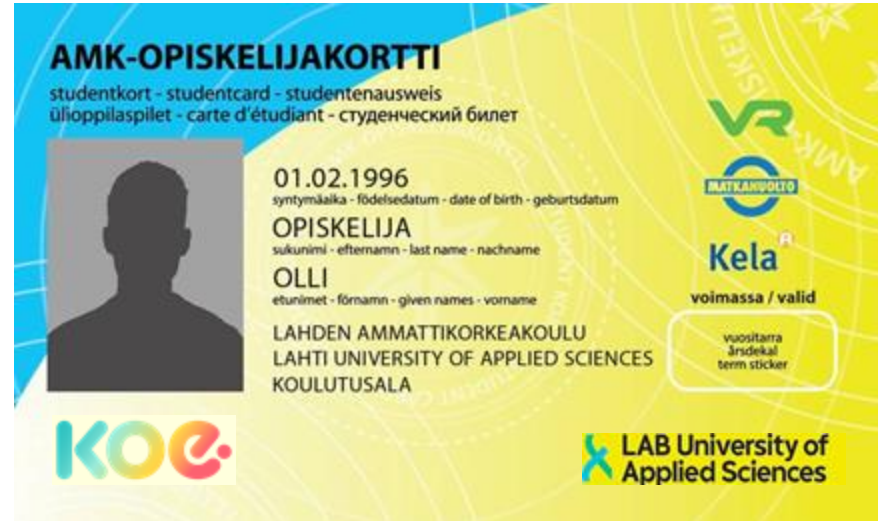 AMK-OPISKELIJAKORTTI
studentkort - studentcard - studentenausweis
ülioppilaspilet - carte d'étudiant - студенческий билет
VR
MATKAHUOLTO
Kela®
voimassa / valid
vuositarra
årsdekal
term sticker
01.02.1996
syntymäaika - födelsedatum - date of birth - geburtsdatum
OPISKELIJA
sukunimi - efternamn - last name - nachname
OLLI
etunimet - förnamn - given names - vorname
LAHDEN AMMATTIKORKEAKOULU
LAHTI UNIVERSITY OF APPLIED SCIENCES
KOULUTUSALA
KOe
LAB University of
Applied Sciences